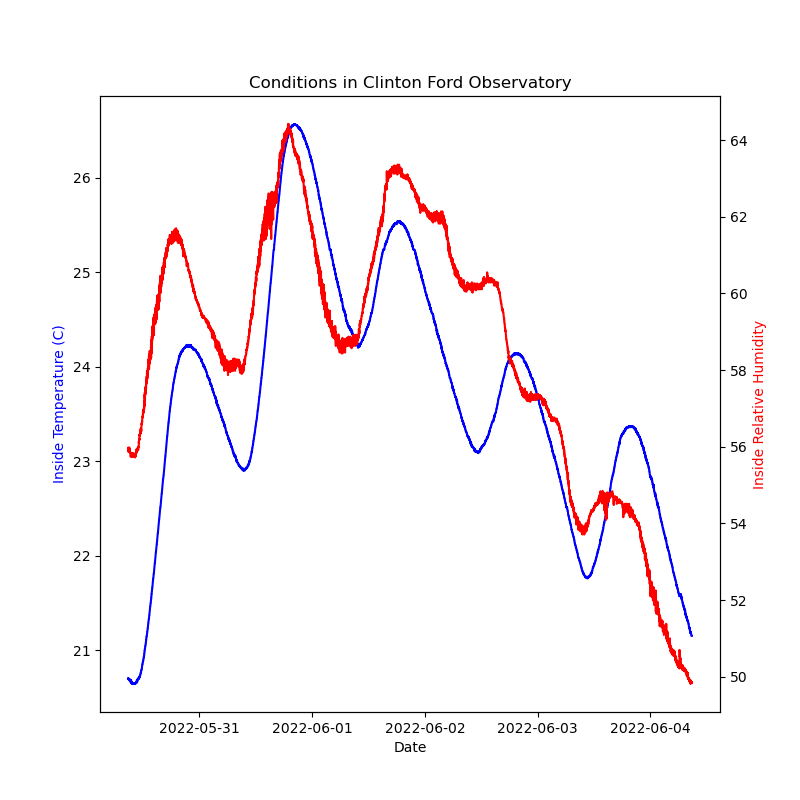 Conditions in Clinton Ford Observatory
26
25
24
23
22
21
Inside Temperature (C)
64
62
60
58
56
54
52
50
Inside Relative Humidity
2022-05-31 2022-06-01 2022-06-02 2022-06-03 2022-06-04
Date